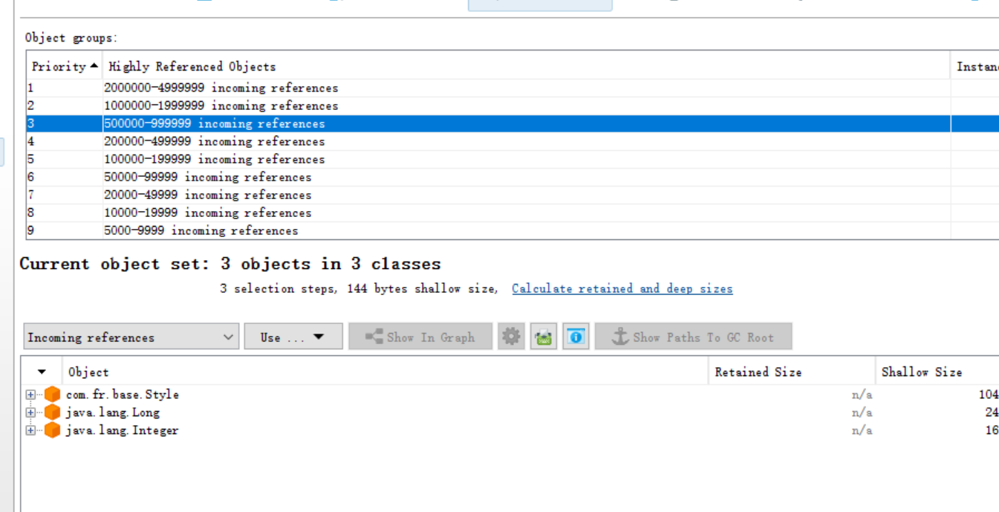 Object groups:
Priority Highly Referenced Objects Instan
1 2000000-4999999 incoming references
2 1000000-1999999 incoming references
3 500000-999999 incoming references
4 200000-499999 incoming references
5 100000-199999 incoming references
6 50000-99999 incoming references
7 20000-49999 incoming references
8 10000-19999 incoming references
9 5000-9999 incoming references
Current object set: 3 objects in 3 classes
3 selection steps, 144 bytes shallow size, Calculate retained and deep sizes
Incoming references Use ... Show In Graph Show Paths To GC Root
Object Retained Size Shallow Size
com.fr.base.Style n/a 104
java.lang.Long n/a 24
java.lang.Integer n/a 16